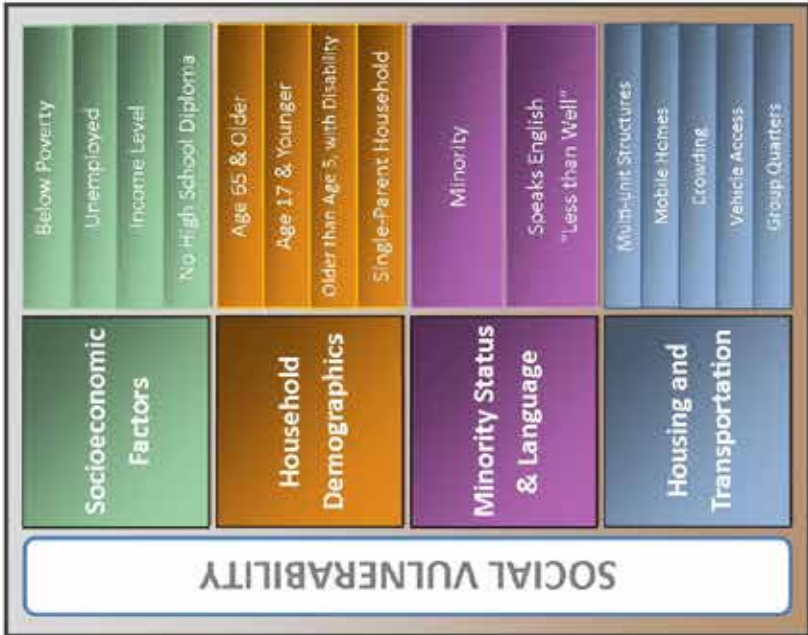 SOCIAL VULNERABILITY
Socioeconomic
Factors
Below Poverty
Unemployed
Income Level
No High School Diploma
Household
Demographics
Age 65 & Older
Age 17 & Younger
Older than Age 5, with Disability
Single-Parent Household
Minority Status
& Language
Minority
Speaks English
"Less than Well"
Housing and
Transportation
Multi-unit Structures
Mobile Homes
Crowding
Vehicle Access
Group Quarters